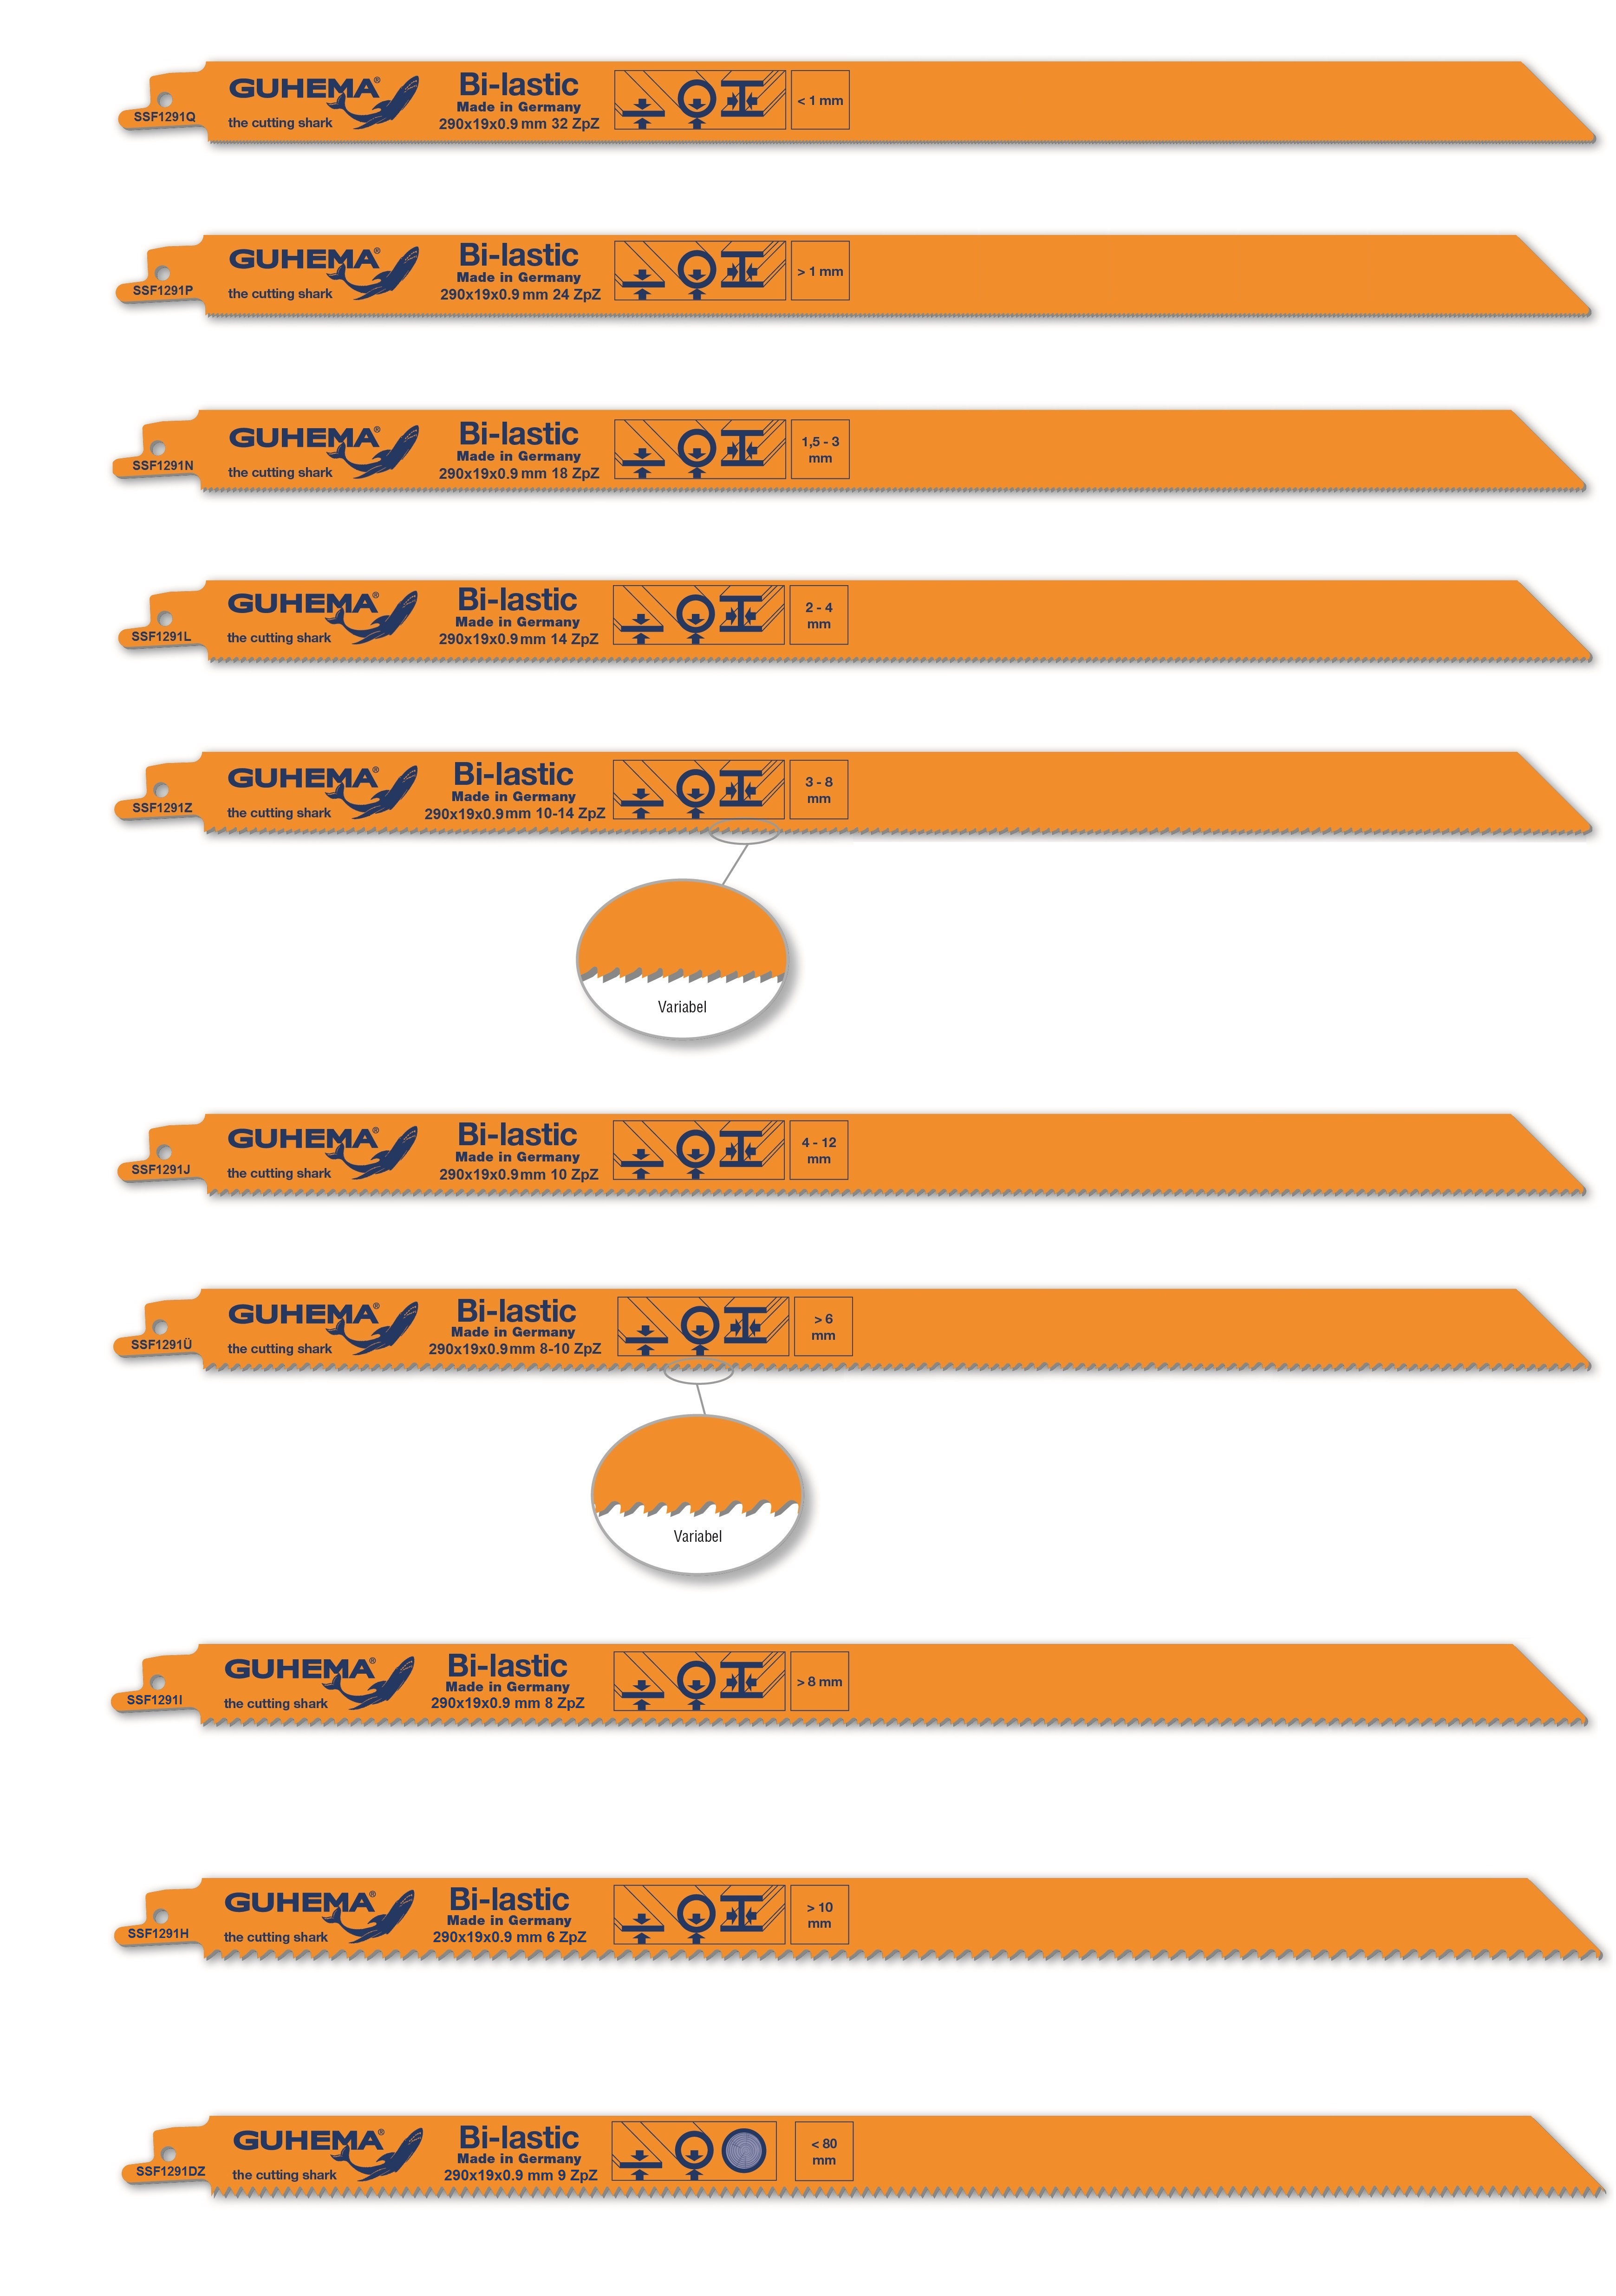 GUHEMA®
the cutting shark
SSF1291Q
Bi-lastic
Made in Germany
290x19x0.9 mm 32 ZpZ
< 1 mm
GUHEMA®
the cutting shark
SSF1291P
Bi-lastic
Made in Germany
290x19x0.9 mm 24 ZpZ
> 1 mm
GUHEMA®
the cutting shark
SSF1291N
Bi-lastic
Made in Germany
290x19x0.9 mm 18 ZpZ
1,5 - 3
mm
GUHEMA®
the cutting shark
SSF1291L
Bi-lastic
Made in Germany
290x19x0.9 mm 14 ZpZ
2 - 4
mm
GUHEMA®
the cutting shark
SSF1291Z
Bi-lastic
Made in Germany
290x19x0.9 mm 10-14 ZpZ
3 - 8
mm
Variabel
GUHEMA®
the cutting shark
SSF1291J
Bi-lastic
Made in Germany
290x19x0.9 mm 10 ZpZ
4 - 12
mm
GUHEMA®
the cutting shark
SSF1291Ü
Bi-lastic
Made in Germany
290x19x0.9 mm 8-10 ZpZ
> 6
mm
Variabel
GUHEMA®
the cutting shark
SSF1291I
Bi-lastic
Made in Germany
290x19x0.9 mm 8 ZpZ
> 8 mm
GUHEMA®
the cutting shark
SSF1291H
Bi-lastic
Made in Germany
290x19x0.9 mm 6 ZpZ
> 10
mm
GUHEMA®
the cutting shark
SSF1291DZ
Bi-lastic
Made in Germany
290x19x0.9 mm 9 ZpZ
< 80
mm